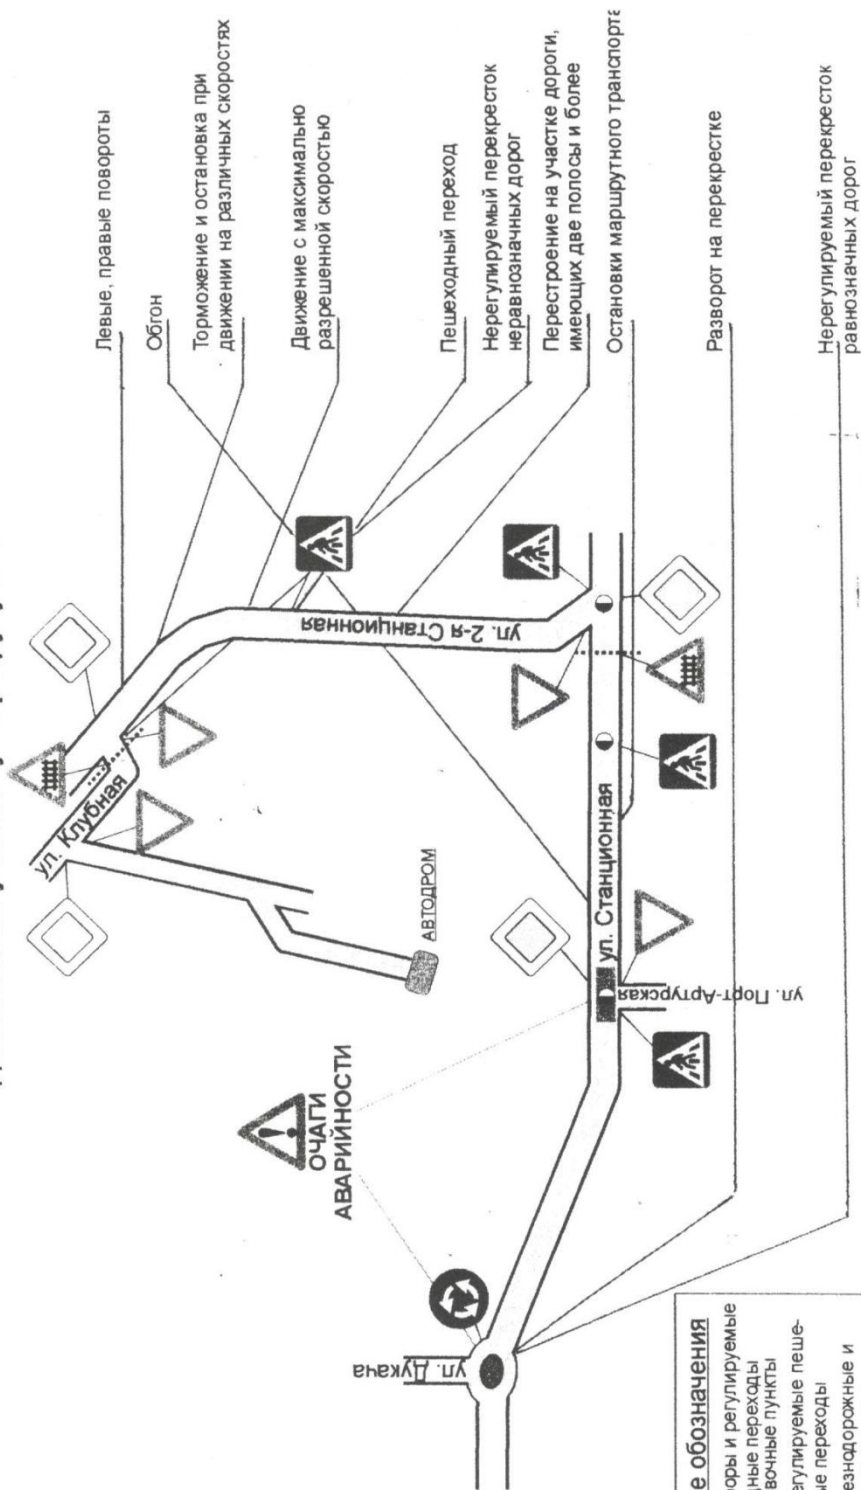 Левые, правые повороты
Обгон
Торможение и остановка при
движении на различных скоростях
Движение с максимально
разрешенной скоростью
Пешеходный переход
Нерегулируемый перекресток
неравнозначных дорог
Перестроение на участке дороги,
имеющих две полосы и более
Остановки маршрутного транспорта
Разворот на перекрестке
Нерегулируемый перекресток
равнозначных дорог
ул. Клубная
ул. 2-я Станционная
АВТОДРОМ
ул. Станционная
ул. Порт-Артурская
ОЧАГИ
АВАРИЙНОСТИ
ул. Дукача
е обозначения
оры и регулируемые
дные переходы
вочные пункты
егулируемые пеше-
ые переходы
езнодорожные и